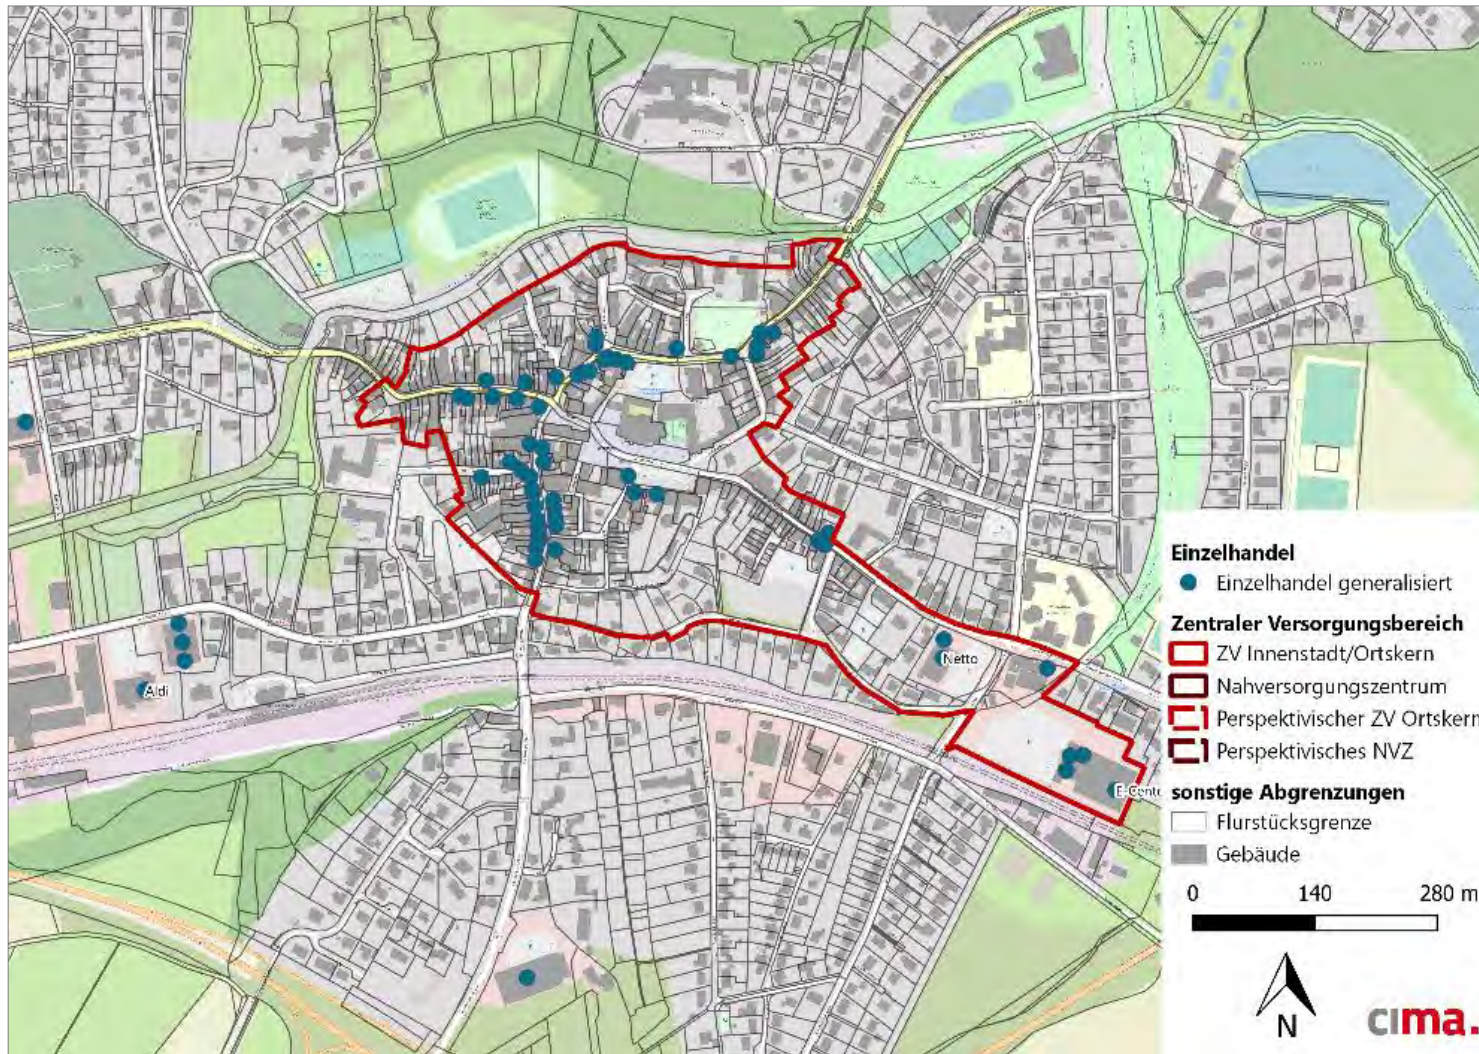 Netto
Aldi
E-Cente
Einzelhandel
Einzelhandel generalisiert
Zentraler Versorgungsbereich
ZV Innenstadt/Ortskern
Nahversorgungszentrum
Perspektivischer ZV Ortskern
Perspektivisches NVZ
sonstige Abgrenzungen
Flurstücksgrenze
Gebäude
0 140 280 m
N
cima.